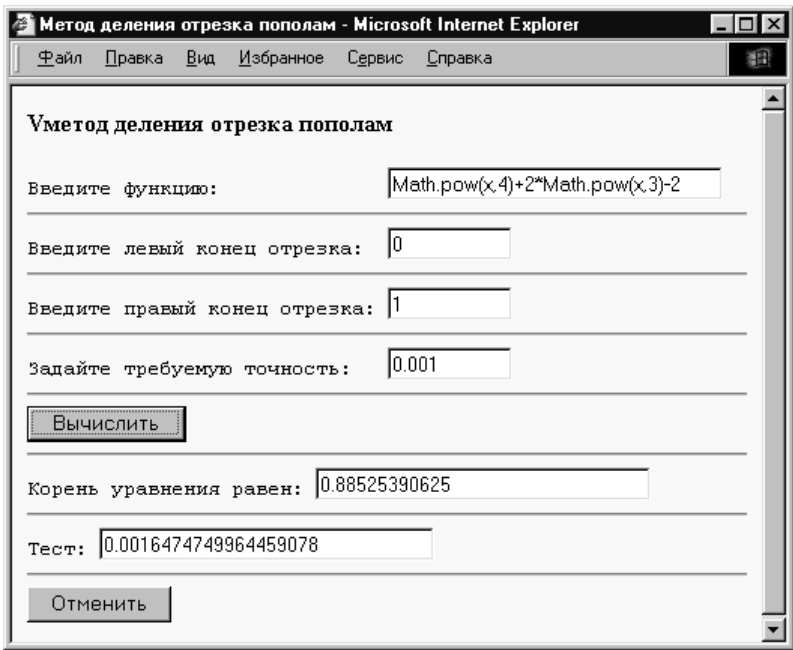 Метод деления отрезка пополам - Microsoft Internet Explorer
Файл Правка Вид Избранное Сервис Справка
Vметод деления отрезка пополам
Введите функцию: Math.pow(x,4)+2*Math.pow(x,3)-2
Введите левый конец отрезка: 0
Введите правый конец отрезка: 1
Задайте требуемую точность: 0.001
Вычислить
Корень уравнения равен: 0.88525390625
Тест: 0.0016474749964459078
Отменить